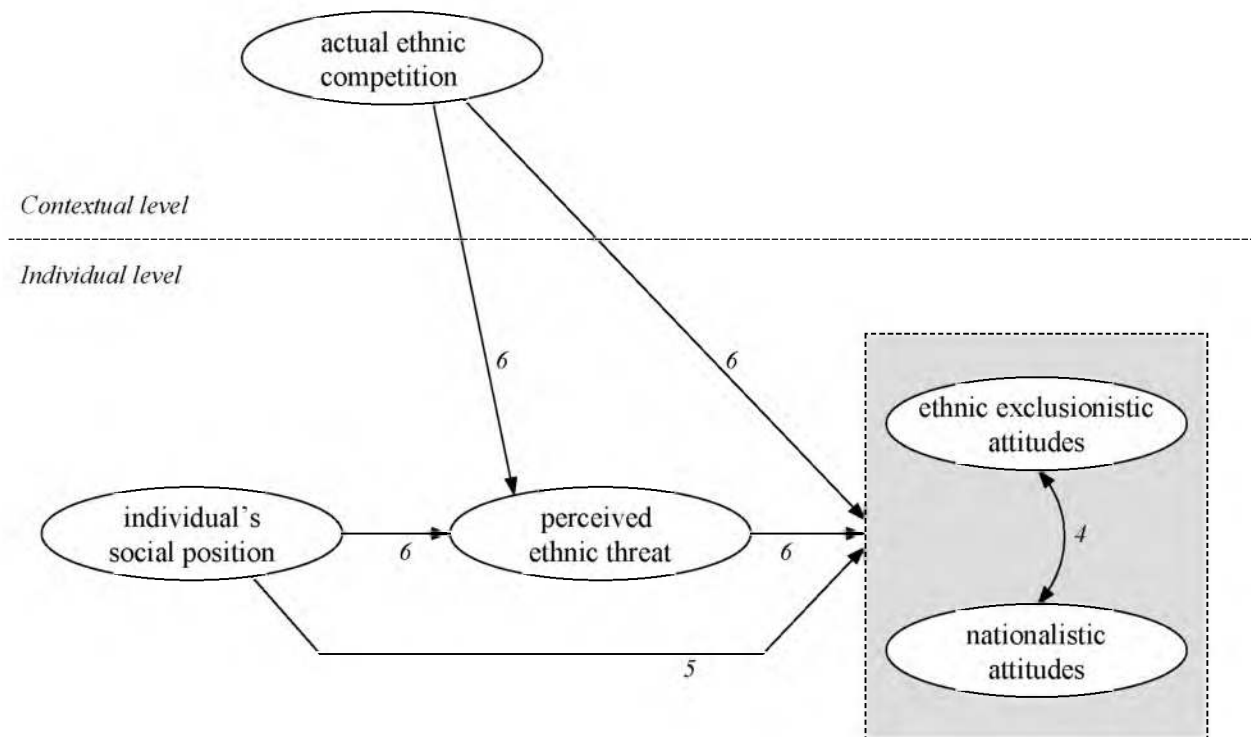 actual ethnic
competition
Contextual level
Individual level
6
6
ethnic exclusionistic
attitudes
individual's
social position
6
perceived
ethnic threat
6
4
nationalistic
attitudes
5